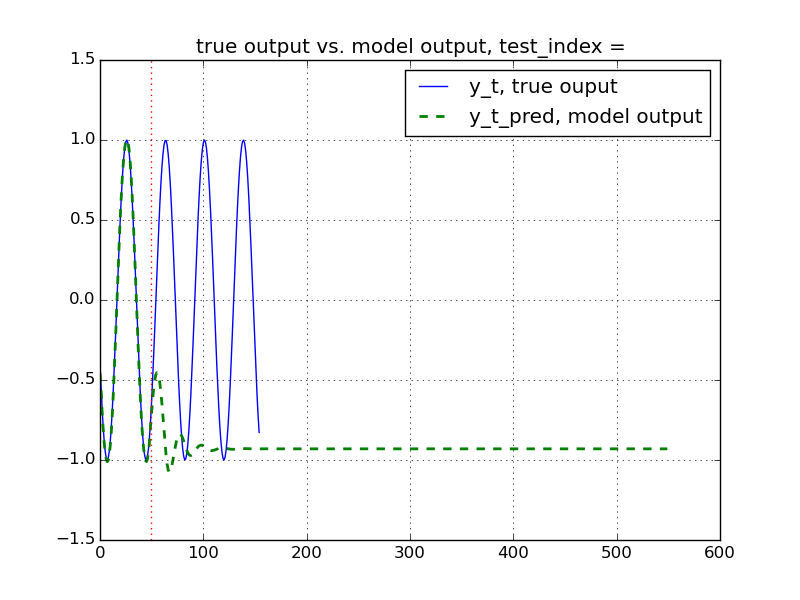 true output vs. model output, test_index =
y_t, true ouput
y_t_pred, model output
1.5
1.0
0.5
0.0
−0.5
−1.0
−1.5
0 100 200 300 400 500 600